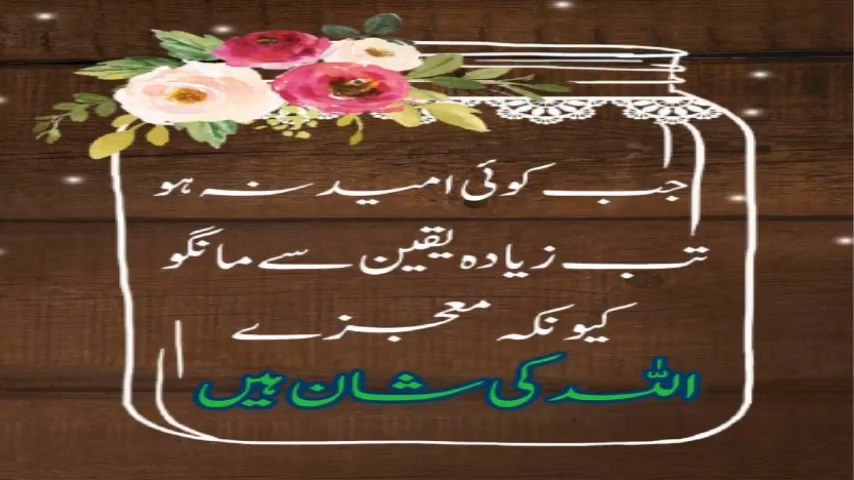 جب کوئی امید نہ ہو
تب زیادہ یقین سے مانگو
کیونکہ معجزے
اللہ کی شان ہیں